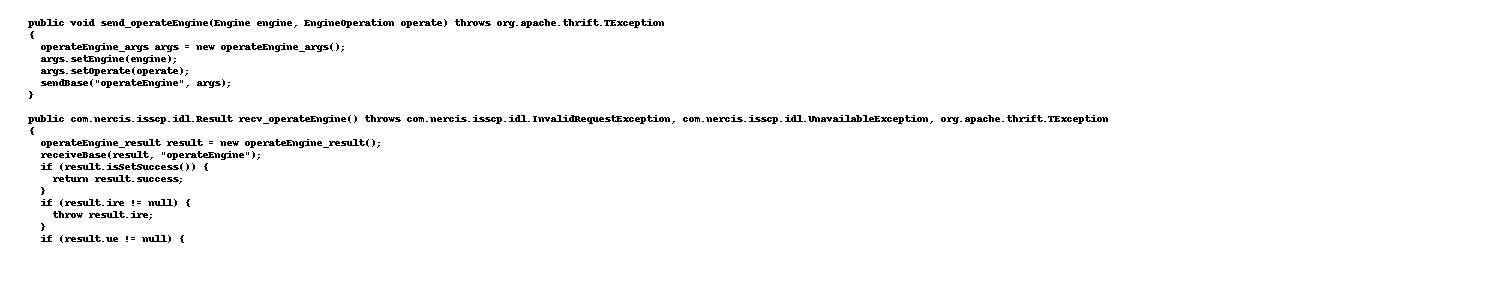 public void send_operateEngine(Engine engine, EngineOperation operate) throws org.apache.thrift.TException
{
operateEngine_args args = new operateEngine_args();
args.setEngine(engine);
args.setOperate(operate);
sendBase("operateEngine", args);
}
public com.nercis.isscp.idl.Result recv_operateEngine() throws com.nercis.isscp.idl.InvalidRequestException, com.nercis.isscp.idl.UnavailableException, org.apache.thrift.TException
{
operateEngine_result result = new operateEngine_result();
receiveBase(result, "operateEngine");
if (result.isSetSuccess()) {
return result.success;
}
if (result.ire != null) {
throw result.ire;
}
if (result.ue != null) {